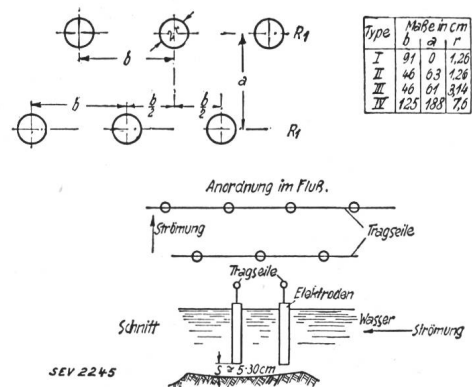 R1
b
2r
a
b
b/2
b/2
R1
Type Maße in cm
b a r
I 91 0 1,26
II 46 63 1,26
III 46 61 3,14
IV 125 188 7,6
Anordnung im Fluß.
Strömung
Tragseile
Tragseile
Elektroden
Schnitt
Wasser
Strömung
S ≃ 5-30cm
SEV 2245